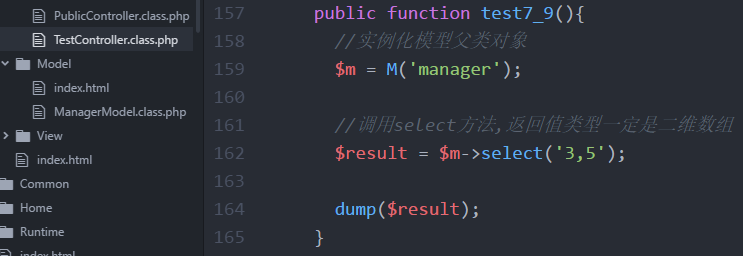 PublicController.class.php
TestController.class.php
Model
index.html
ManagerModel.class.php
View
index.html
Common
Home
Runtime
index.html
157 public function test7_9(){
158 //实例化模型父类对象
159 $m = M('manager');
160
161 //调用select方法,返回值类型一定是二维数组
162 $result = $m->select('3,5');
163
164 dump($result);
165 }